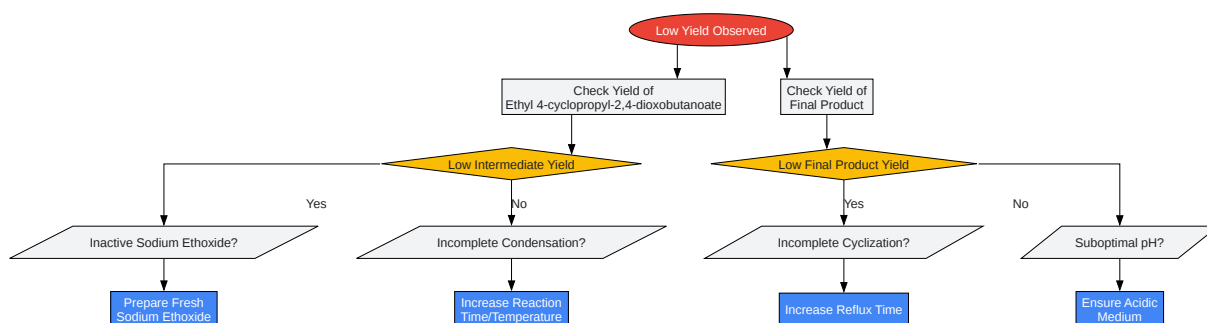 Low Yield Observed
Check Yield of
Ethyl 4-cyclopropyl-2,4-dioxobutanoate
Check Yield of
Final Product
Low Intermediate Yield
Low Final Product Yield
Yes
No
Yes
No
Inactive Sodium Ethoxide?
Incomplete Condensation?
Incomplete Cyclization?
Suboptimal pH?
Prepare Fresh
Sodium Ethoxide
Increase Reaction
Time/Temperature
Increase Reflux Time
Ensure Acidic
Medium